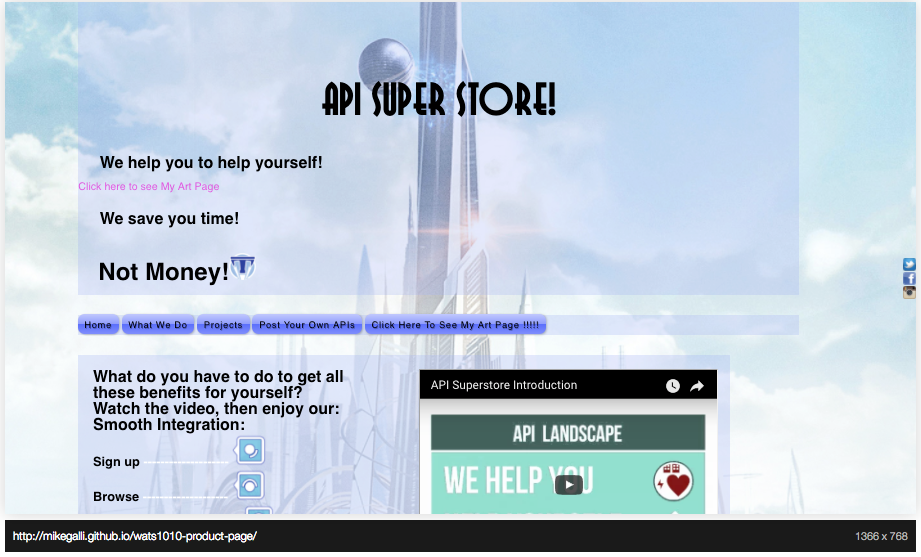 API SUPER STORE!
We help you to help yourself!
Click here to see My Art Page
We save you time!
Not Money!
Home What We Do Projects Post Your Own APIs Click Here To See My Art Page !!!!!
What do you have to do to get all
these benefits for yourself?
Watch the video, then enjoy our:
Smooth Integration:
Sign up --------------------
Browse --------------------
API Superstore Introduction
API LANDSCAPE
WE HELP YOU
http://mikegalli.github.io/wats1010-product-page/
1366 x 768